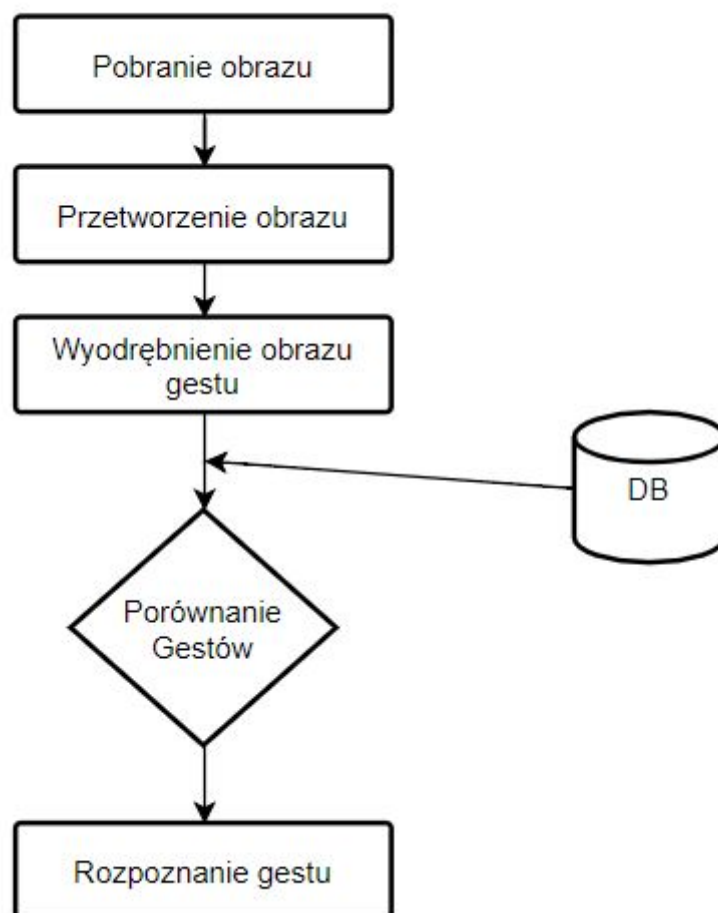 Pobranie obrazu
Przetworzenie obrazu
Wyodrębnienie obrazu
gestu
DB
Porównanie
Gestów
Rozpoznanie gestu